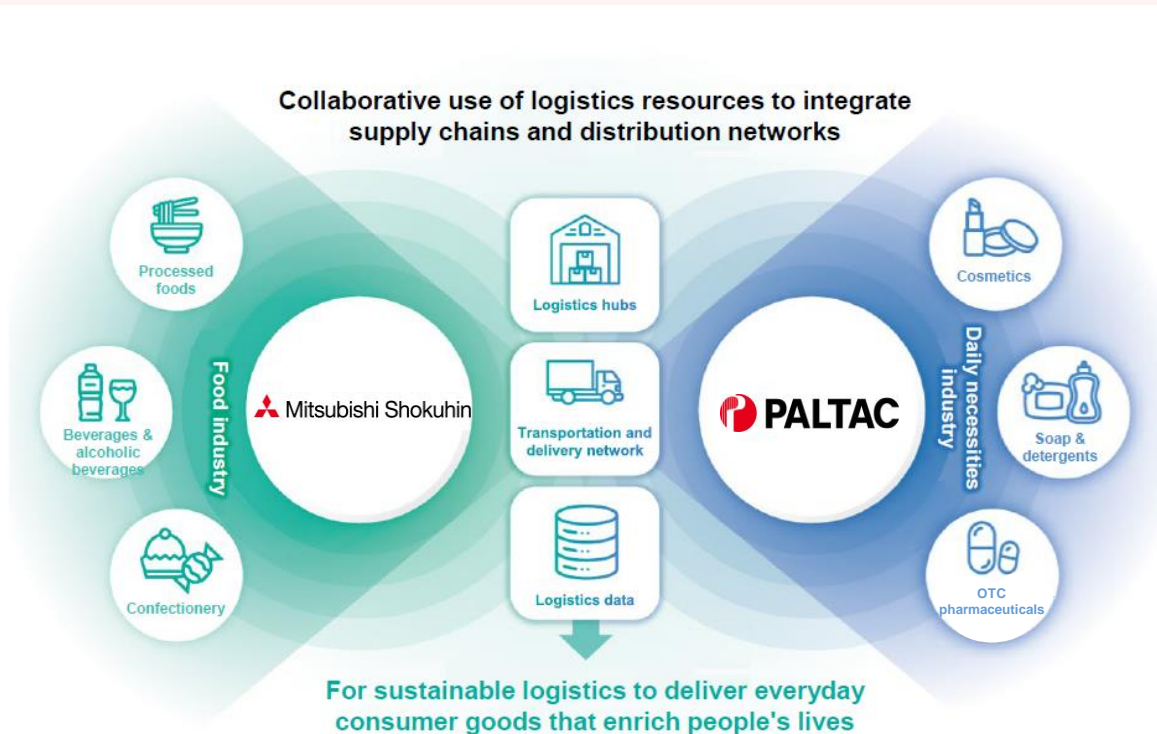 Collaborative use of logistics resources to integrate
supply chains and distribution networks
Processed
foods
Beverages &
alcoholic
beverages
Confectionery
Food industry
Mitsubishi Shokuhin
Logistics hubs
Transportation and
delivery network
Logistics data
PALTAC
Daily necessities
industry
Cosmetics
Soap &
detergents
OTC
pharmaceuticals
For sustainable logistics to deliver everyday
consumer goods that enrich people's lives